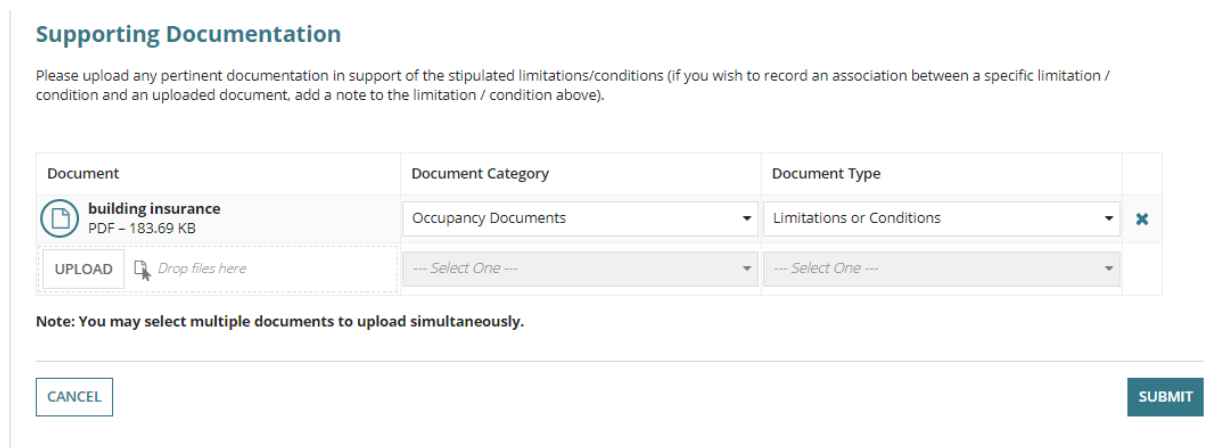 Supporting Documentation
Please upload any pertinent documentation in support of the stipulated limitations/conditions (if you wish to record an association between a specific limitation /
condition and an uploaded document, add a note to the limitation / condition above).
Document Document Category Document Type
building insurance
PDF – 183.69 KB Occupancy Documents Limitations or Conditions
UPLOAD Drop files here --- Select One --- --- Select One ---
Note: You may select multiple documents to upload simultaneously.
CANCEL SUBMIT